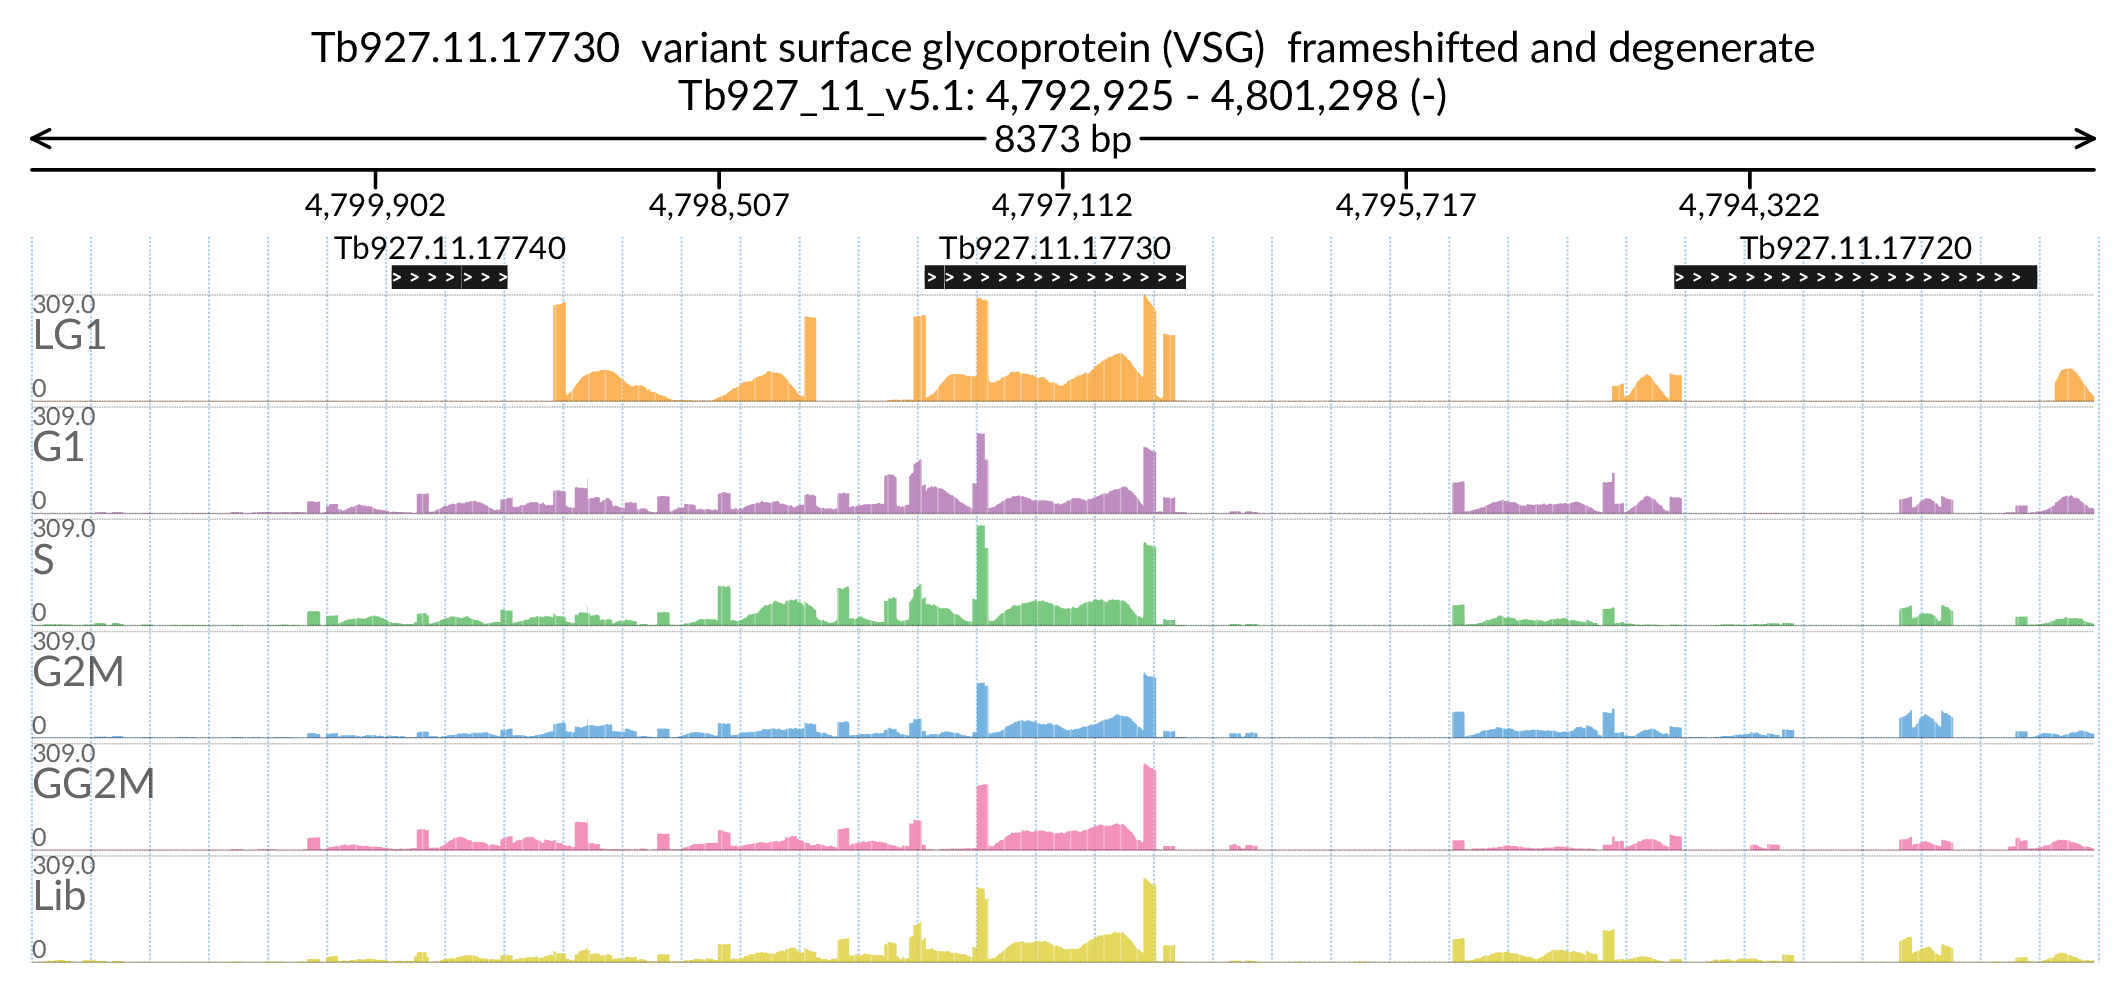 Tb927.11.17730 variant surface glycoprotein (VSG) frameshifted and degenerate
Tb927_11_v5.1: 4,792,925 - 4,801,298 (-)
8373 bp
4,799,902 4,798,507 4,797,112 4,795,717 4,794,322
Tb927.11.17740 Tb927.11.17730 Tb927.11.17720
309.0
LG1
0
309.0
G1
0
309.0
S
0
309.0
G2M
0
309.0
GG2M
0
309.0
Lib
0